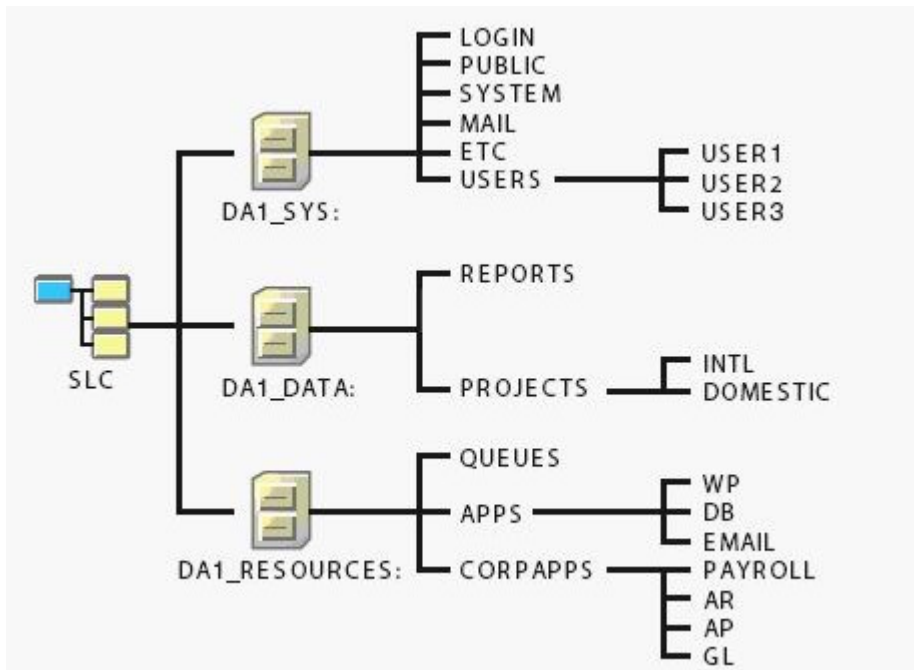 LOGIN
PUBLIC
SYSTEM
MAIL
ETC
USERS
USER1
USER2
USER3
DA1_SYS:
REPORTS
PROJECTS
INTL
DOMESTIC
DA1_DATA:
SLC
QUEUES
APPS
WP
DB
EMAIL
DA1_RESOURCES:
CORPAPPS
PAYROLL
AR
AP
GL